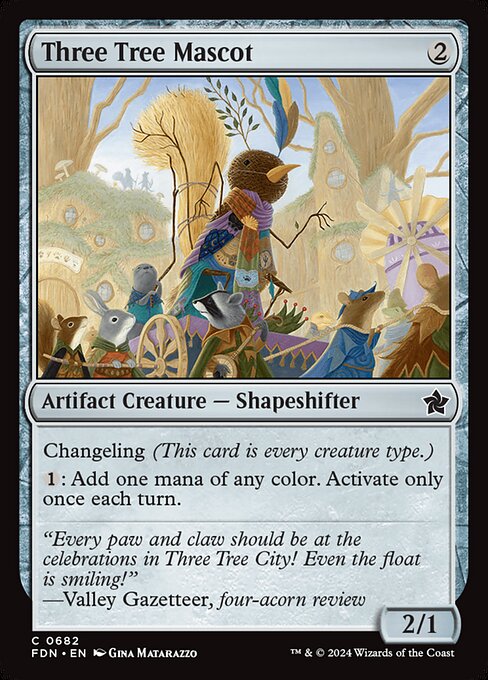 Three Tree Mascot 2
Artifact Creature — Shapeshifter
Changeling (This card is every creature type.)
1: Add one mana of any color. Activate only
once each turn.
“Every paw and claw should be at the
celebrations in Three Tree City! Even the float
is smiling!”
—Valley Gazetteer, four-acorn review
2/1
C 0682
FDN • EN Gina Matarazzo
™ & © 2024 Wizards of the Coast